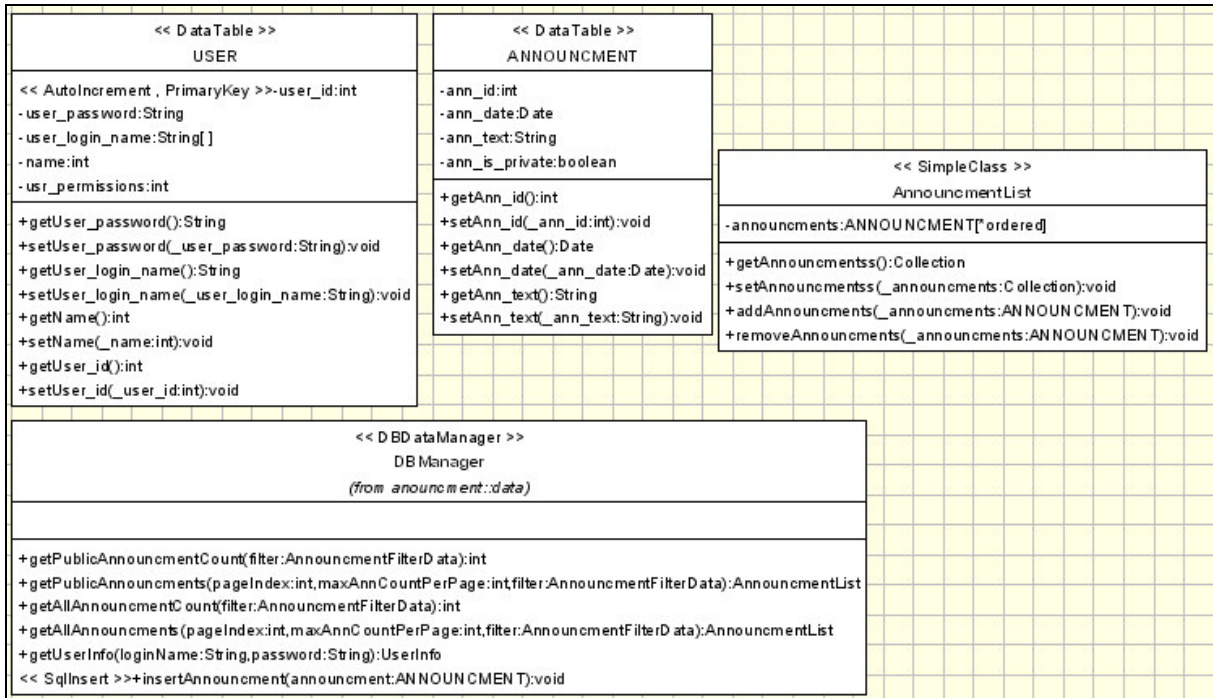 << DataTable >>
USER
<< AutoIncrement , PrimaryKey >>-user_id:int
-user_password:String
-user_login_name:String[ ]
-name:int
-usr_permissions:int
+getUser_password():String
+setUser_password(_user_password:String):void
+getUser_login_name():String
+setUser_login_name(_user_login_name:String):void
+getName():int
+setName(_name:int):void
+getUser_id():int
+setUser_id(_user_id:int):void
<< DataTable >>
ANNOUNCMENT
-ann_id:int
-ann_date:Date
-ann_text:String
-ann_is_private:boolean
+getAnn_id():int
+setAnn_id(_ann_id:int):void
+getAnn_date():Date
+setAnn_date(_ann_date:Date):void
+getAnn_text():String
+setAnn_text(_ann_text:String):void
<< SimpleClass >>
AnnouncmentList
-announcments:ANNOUNCMENT[*ordered]
+getAnnouncmentss():Collection
+setAnnouncmentss(_announcments:Collection):void
+addAnnouncments(_announcments:ANNOUNCMENT):void
+removeAnnouncments(_announcments:ANNOUNCMENT):void
<< DBDataManager >>
DBManager
(from anouncment::data)
+getPublicAnnouncmentCount(filter:AnnouncmentFilterData):int
+getPublicAnnouncments(pageIndex:int,maxAnnCountPerPage:int,filter:AnnouncmentFilterData):AnnouncmentList
+getAllAnnouncmentCount(filter:AnnouncmentFilterData):int
+getAllAnnouncments(pageIndex:int,maxAnnCountPerPage:int,filter:AnnouncmentFilterData):AnnouncmentList
+getUserInfo(loginName:String,password:String):UserInfo
<< SqlInsert >>+insertAnnouncment(announcment:ANNOUNCMENT):void